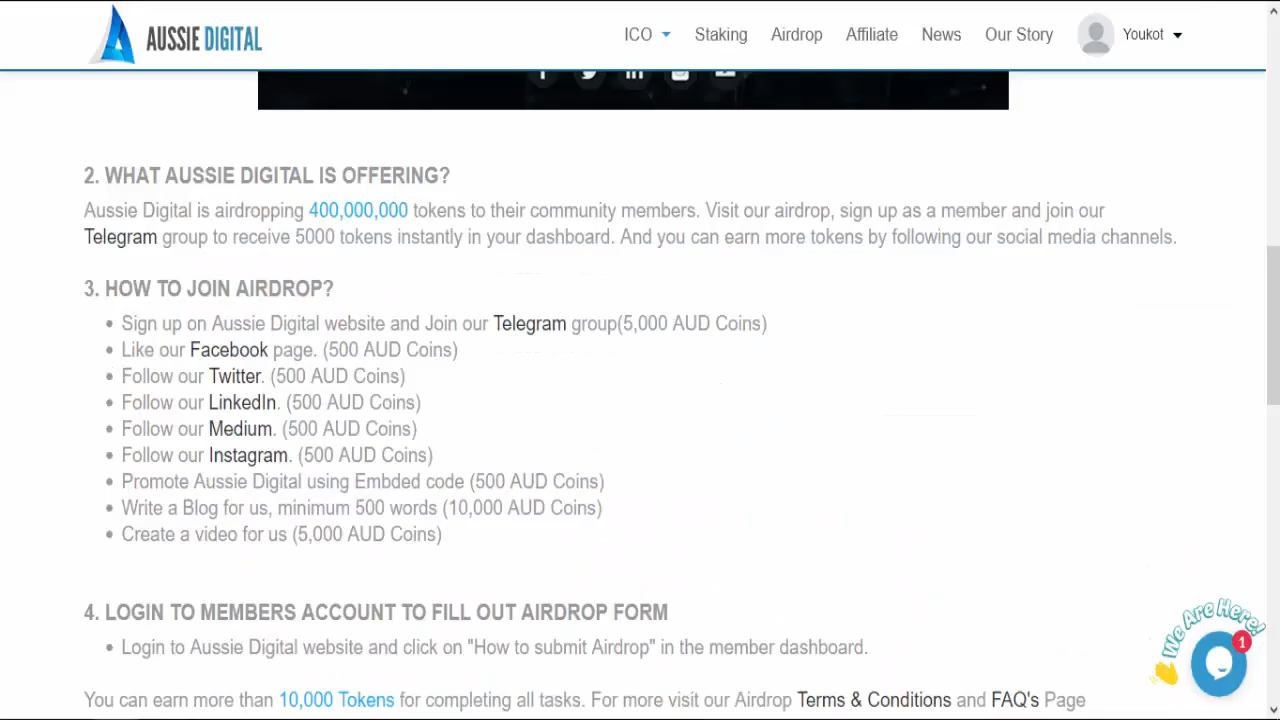 AUSSIE DIGITAL
ICO Staking Airdrop Affiliate News Our Story Youkot
2. WHAT AUSSIE DIGITAL IS OFFERING?
Aussie Digital is airdropping 400,000,000 tokens to their community members. Visit our airdrop, sign up as a member and join our
Telegram group to receive 5000 tokens instantly in your dashboard. And you can earn more tokens by following our social media channels.
3. HOW TO JOIN AIRDROP?
• Sign up on Aussie Digital website and Join our Telegram group(5,000 AUD Coins)
• Like our Facebook page. (500 AUD Coins)
• Follow our Twitter. (500 AUD Coins)
• Follow our LinkedIn. (500 AUD Coins)
• Follow our Medium. (500 AUD Coins)
• Follow our Instagram. (500 AUD Coins)
• Promote Aussie Digital using Embded code (500 AUD Coins)
• Write a Blog for us, minimum 500 words (10,000 AUD Coins)
• Create a video for us (5,000 AUD Coins)
4. LOGIN TO MEMBERS ACCOUNT TO FILL OUT AIRDROP FORM
• Login to Aussie Digital website and click on "How to submit Airdrop" in the member dashboard.
You can earn more than 10,000 Tokens for completing all tasks. For more visit our Airdrop Terms & Conditions and FAQ's Page
We Are Here!
1